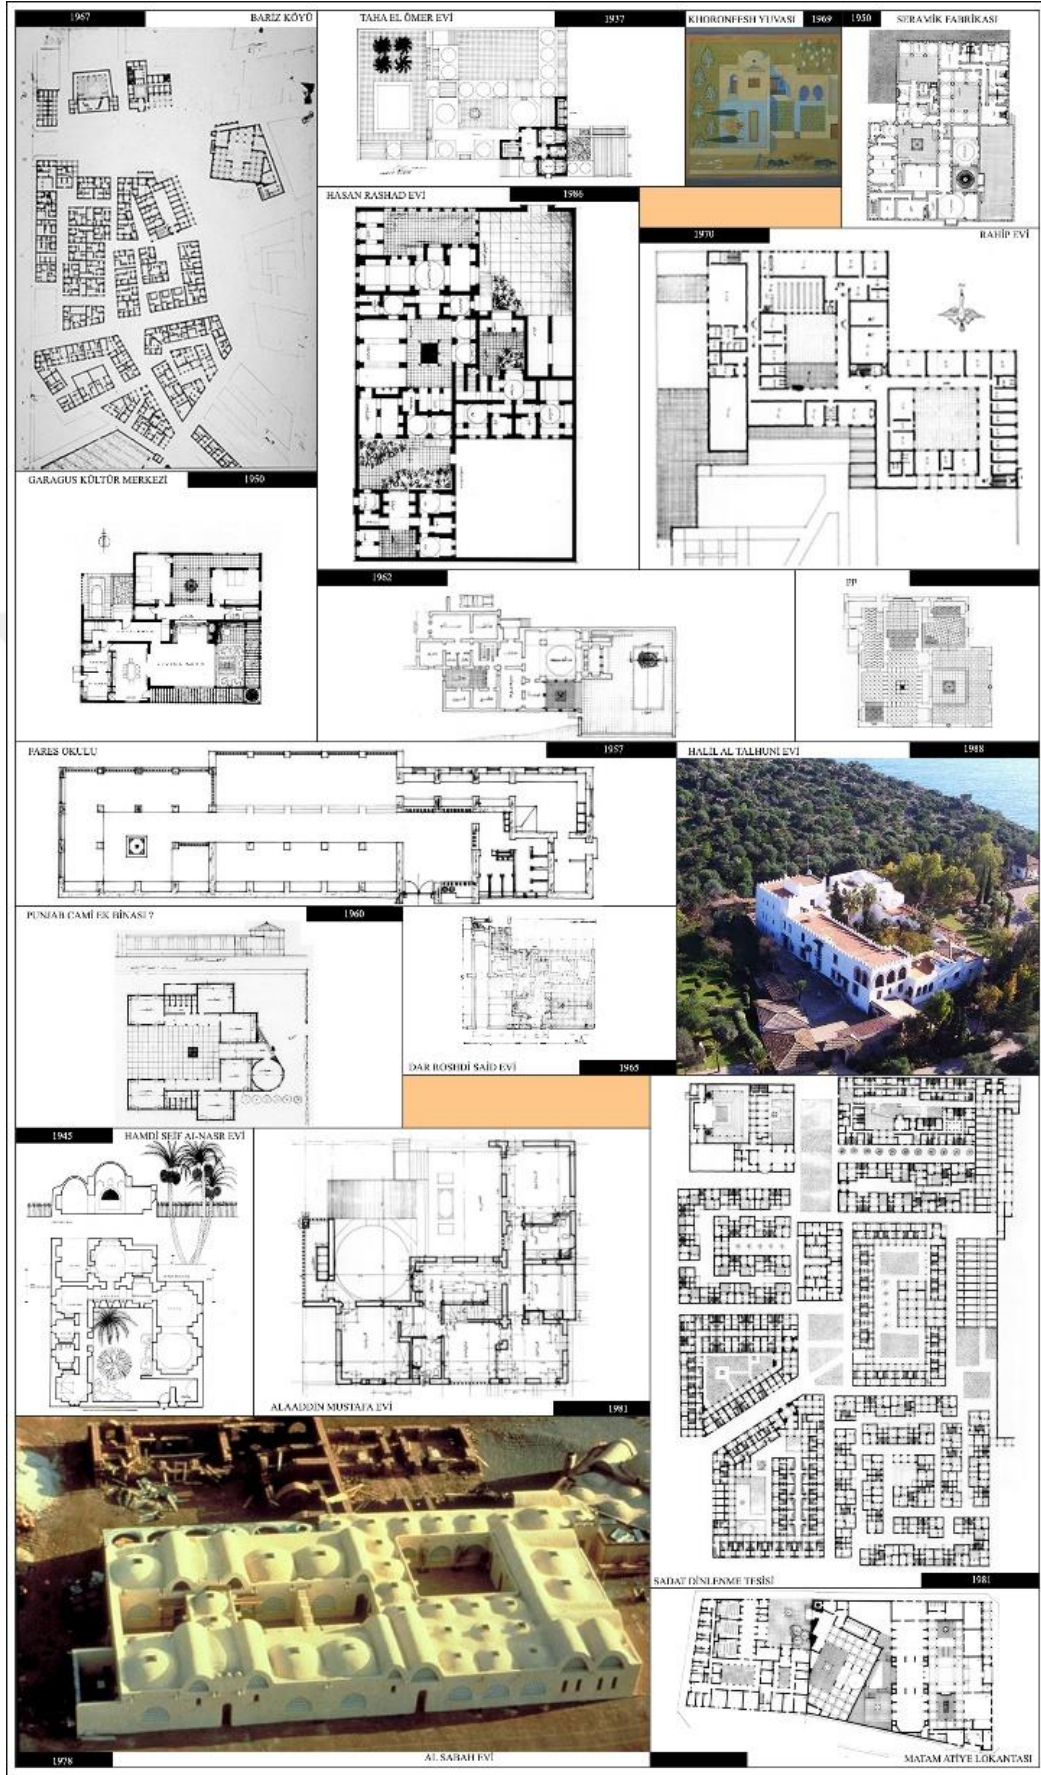 1967 BARİZ KÖYÜ
TAHA EL ÖMER EVİ 1937
KHORONFESH YUVASI 1969
1950 SERAMİK FABRİKASI
HASAN RASHAD EVİ 1986
1970 RAHİP EVİ
GARAGUS KÜLTÜR MERKEZİ 1950
1962
PP
FARES OKULU 1957
HALİL AL TALHUNİ EVİ 1988
PUNJAB CAMİ EK BİNASI ? 1960
DAR ROSHDİ SAİD EVİ 1965
1945 HAMDİ SEİF Al-NASR EVİ
ALAADDİN MUSTAFA EVİ 1981
SADAT DİNLENME TESİSİ 1981
1978 AL SABAH EVİ
MATAM ATİYE LOKANTASI